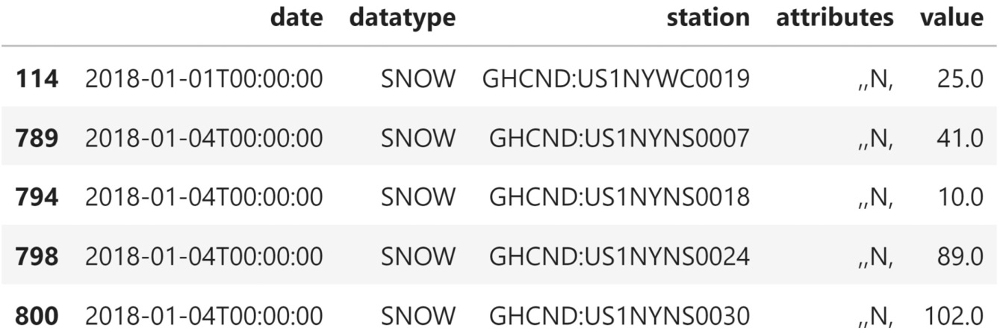 date datatype station attributes value
114 2018-01-01T00:00:00 SNOW GHCND:US1NYWC0019 ,,N, 25.0
789 2018-01-04T00:00:00 SNOW GHCND:US1NYNS0007 ,,N, 41.0
794 2018-01-04T00:00:00 SNOW GHCND:US1NYNS0018 ,,N, 10.0
798 2018-01-04T00:00:00 SNOW GHCND:US1NYNS0024 ,,N, 89.0
800 2018-01-04T00:00:00 SNOW GHCND:US1NYNS0030 ,,N, 102.0